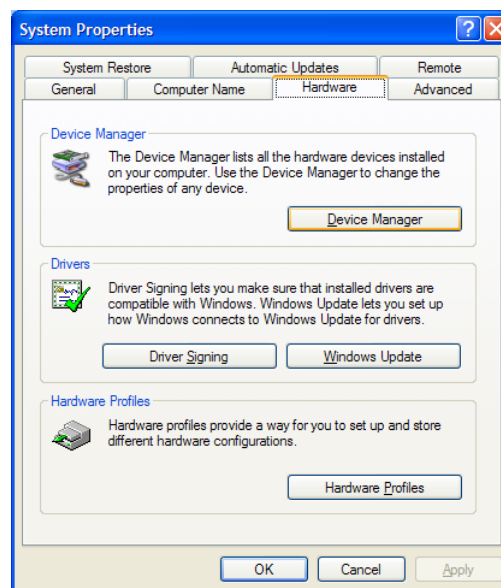 System Properties
System Restore Automatic Updates Remote
General Computer Name Hardware Advanced
Device Manager
The Device Manager lists all the hardware devices installed
on your computer. Use the Device Manager to change the
properties of any device.
Device Manager
Drivers
Driver Signing lets you make sure that installed drivers are
compatible with Windows. Windows Update lets you set up
how Windows connects to Windows Update for drivers.
Driver Signing Windows Update
Hardware Profiles
Hardware profiles provide a way for you to set up and store
different hardware configurations.
Hardware Profiles
OK Cancel Apply